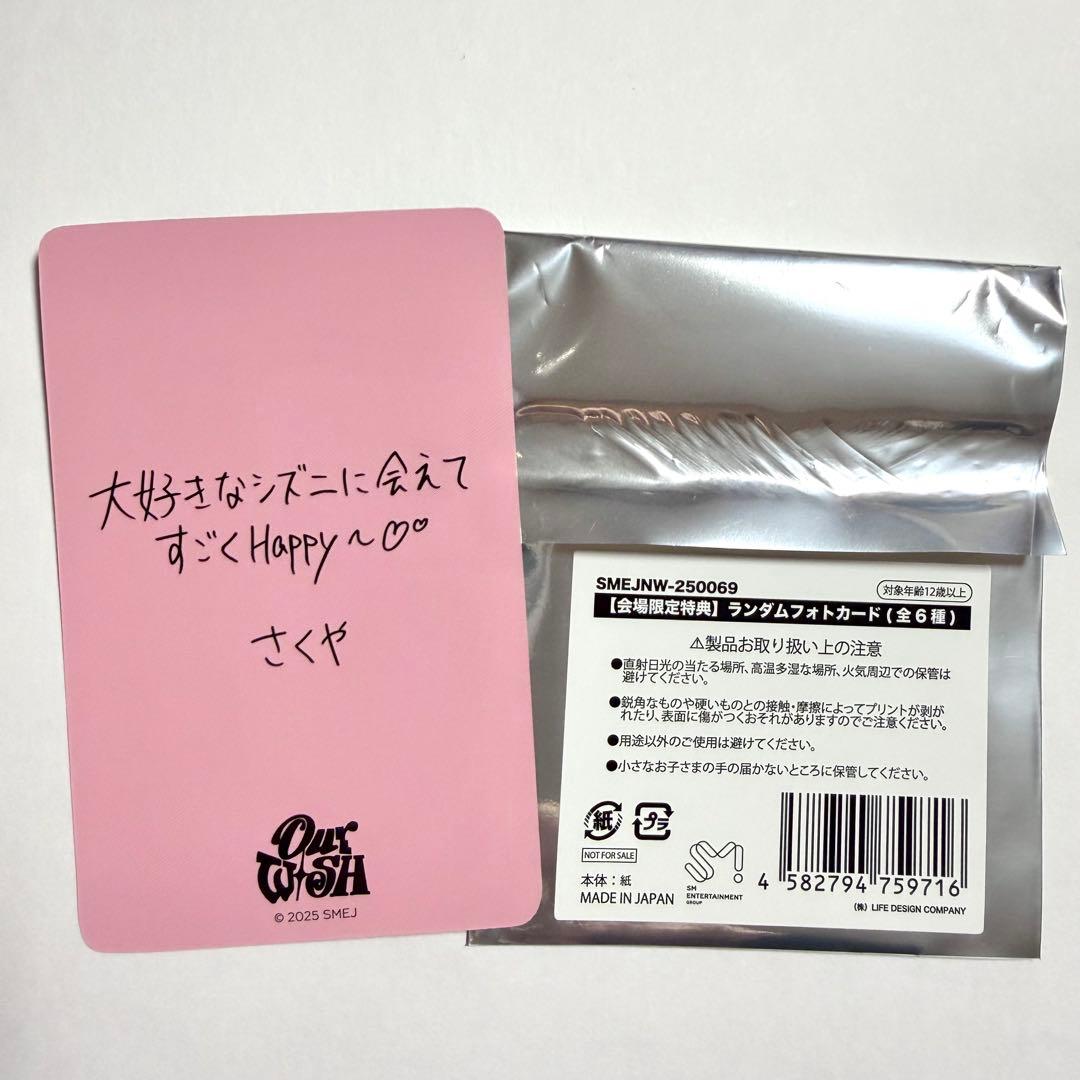 大好きなシズニに会えて
すごくHappy〜♡♡
さくや
Our
WISH
© 2025 SMEJ
SMEJNW-250069
対象年齢12歳以上
【会場限定特典】ランダムフォトカード(全6種)
⚠製品お取り扱い上の注意
●直射日光の当たる場所、高温多湿な場所、火気周辺での保管は
避けてください。
●鋭角なものや硬いものとの接触・摩擦によってプリントが剥が
れたり、表面に傷がつくおそれがありますのでご注意ください。
●用途以外のご使用は避けてください。
●小さなお子さまの手の届かないところに保管してください。
紙
プラ
NOT FOR SALE
本体：紙
MADE IN JAPAN
SM
SM
ENTERTAINMENT
GROUP
4 582794 759716
(株) LIFE DESIGN COMPANY